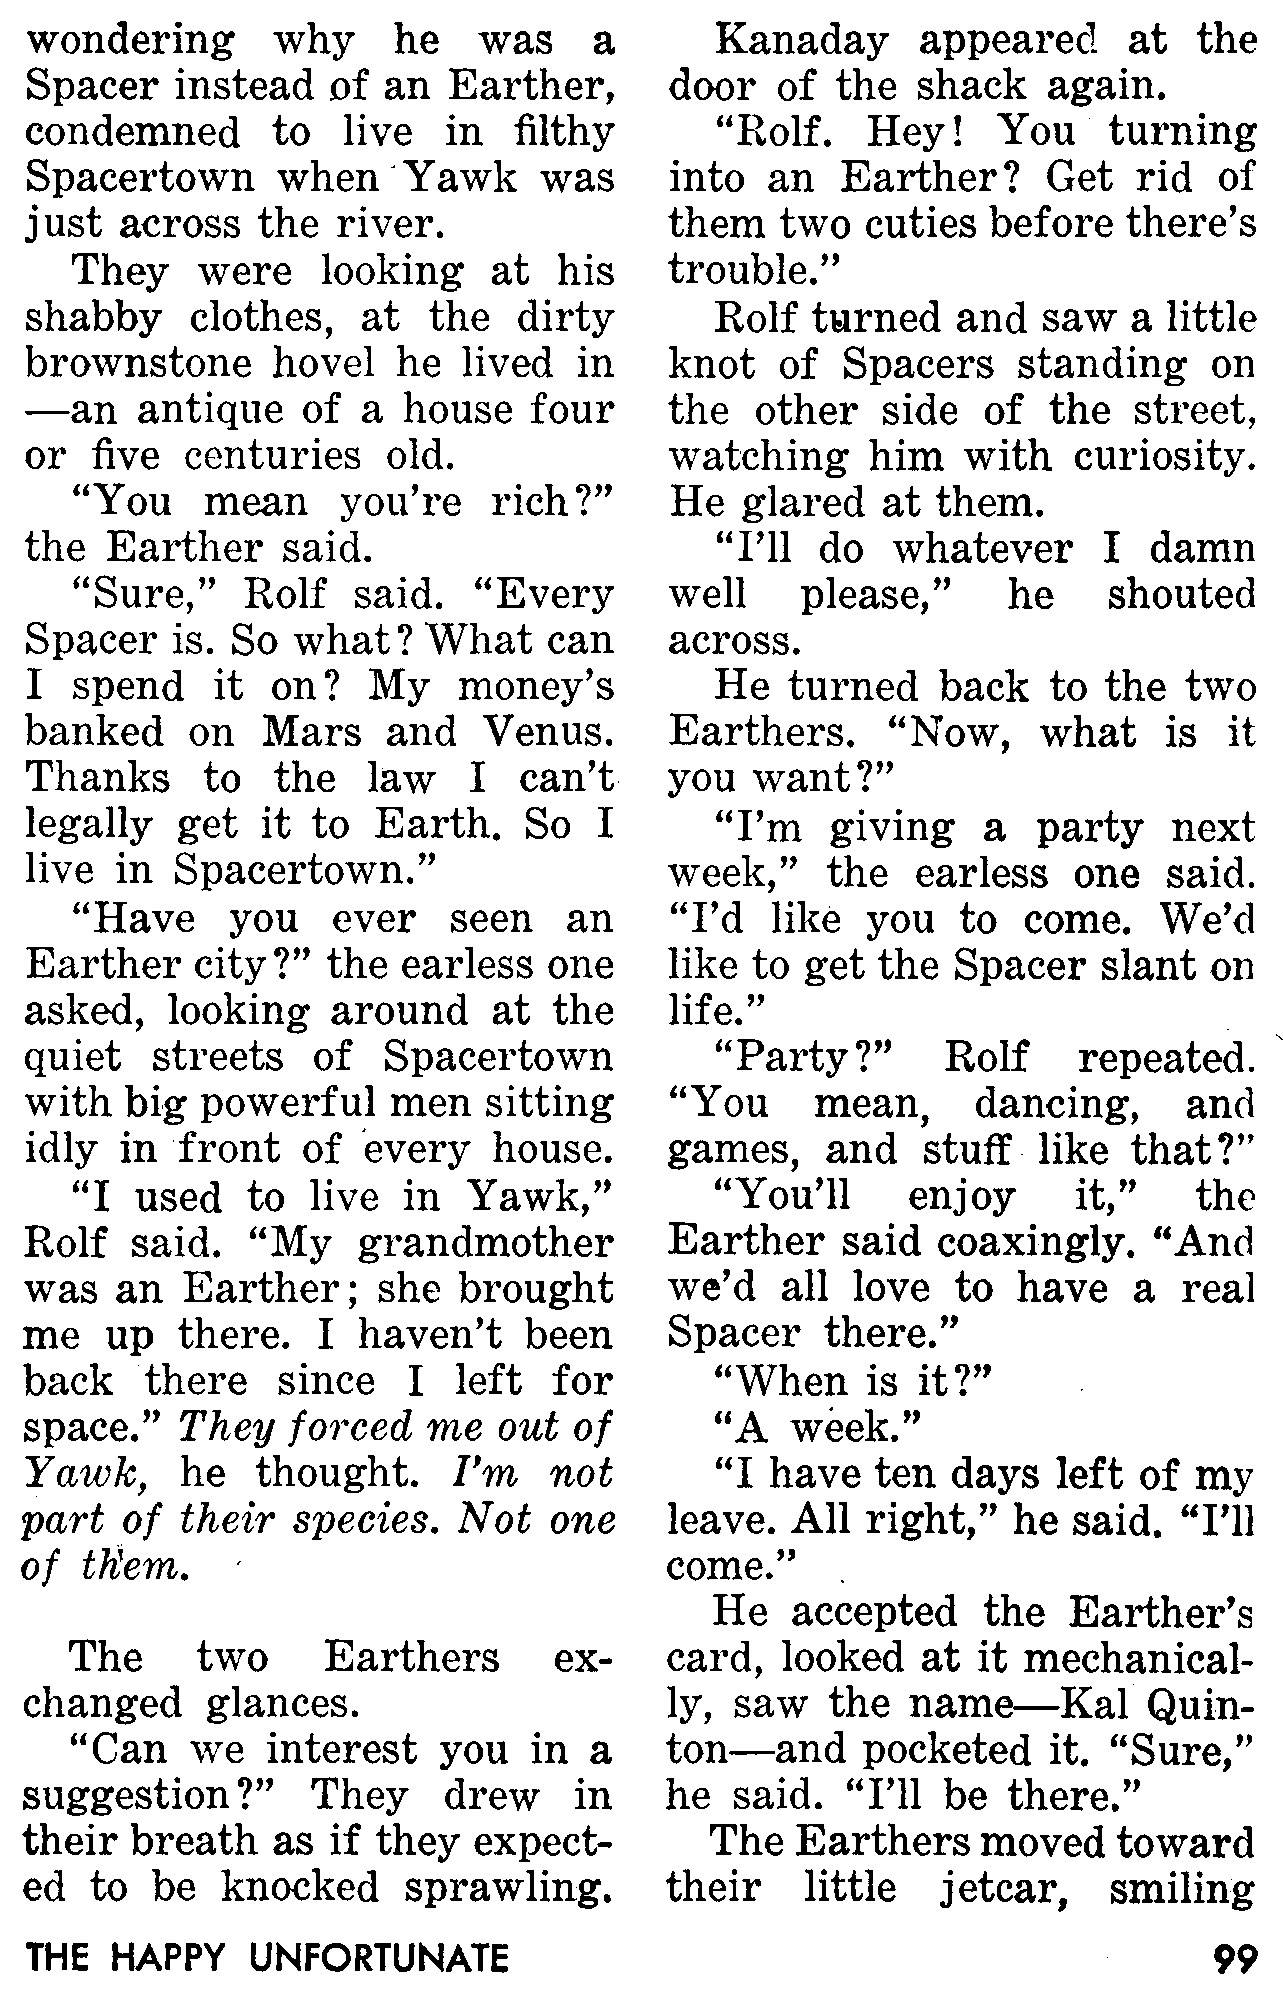 wondering why he was a
Spacer instead of an Earther,
condemned to live in filthy
Spacertown when Yawk was
just across the river.
They were looking at his
shabby clothes, at the dirty
brownstone hovel he lived in
—an antique of a house four
or five centuries old.
“You mean you're rich?”
the Earther said.
“Sure,” Rolf said. “Every
Spacer is. So what? What can
I spend it on? My money's
banked on Mars and Venus.
Thanks to the law I can't
legally get it to Earth. So I
live in Spacertown.”
“Have you ever seen an
Earther city?” the earless one
asked, looking around at the
quiet streets of Spacertown
with big powerful men sitting
idly in front of every house.
“I used to live in Yawk,”
Rolf said. “My grandmother
was an Earther; she brought
me up there. I haven't been
back there since I left for
space.” They forced me out of
Yawk, he thought. I'm not
part of their species. Not one
of them.
The two Earthers ex-
changed glances.
“Can we interest you in a
suggestion?” They drew in
their breath as if they expect-
ed to be knocked sprawling.
Kanaday appeared at the
door of the shack again.
“Rolf. Hey! You turning
into an Earther? Get rid of
them two cuties before there's
trouble.”
Rolf turned and saw a little
knot of Spacers standing on
the other side of the street,
watching him with curiosity.
He glared at them.
“I'll do whatever I damn
well please,” he shouted
across.
He turned back to the two
Earthers. “Now, what is it
you want?”
“I'm giving a party next
week,” the earless one said.
“I'd like you to come. We'd
like to get the Spacer slant on
life.”
“Party?” Rolf repeated.
“You mean, dancing, and
games, and stuff like that?”
“You'll enjoy it,” the
Earther said coaxingly. “And
we'd all love to have a real
Spacer there.”
“When is it?”
“A week.”
“I have ten days left of my
leave. All right,” he said. “I'll
come.”
He accepted the Earther's
card, looked at it mechanical-
ly, saw the name—Kal Quin-
ton—and pocketed it. “Sure,”
he said. “I'll be there.”
The Earthers moved toward
their little jetcar, smiling
THE HAPPY UNFORTUNATE
99